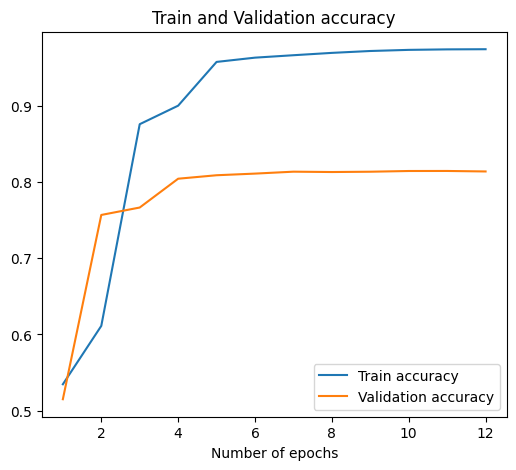 Train and Validation accuracy
0.9
0.8
0.7
0.6
0.5
Train accuracy
Validation accuracy
2 4 6 8 10 12
Number of epochs